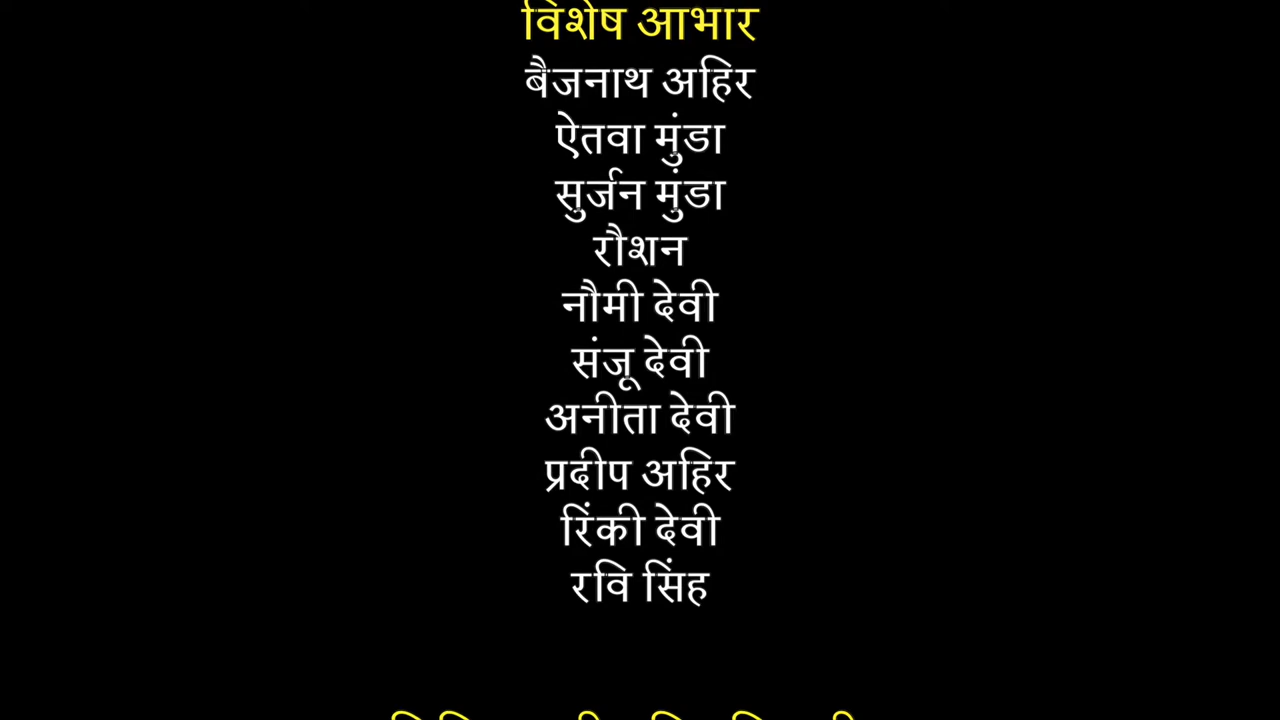 विशेष आभार
बैजनाथ अहिर
ऐतवा मुंडा
सुर्जन मुंडा
रौशन
नौमी देवी
संजू देवी
अनीता देवी
प्रदीप अहिर
रिंकी देवी
रवि सिंह